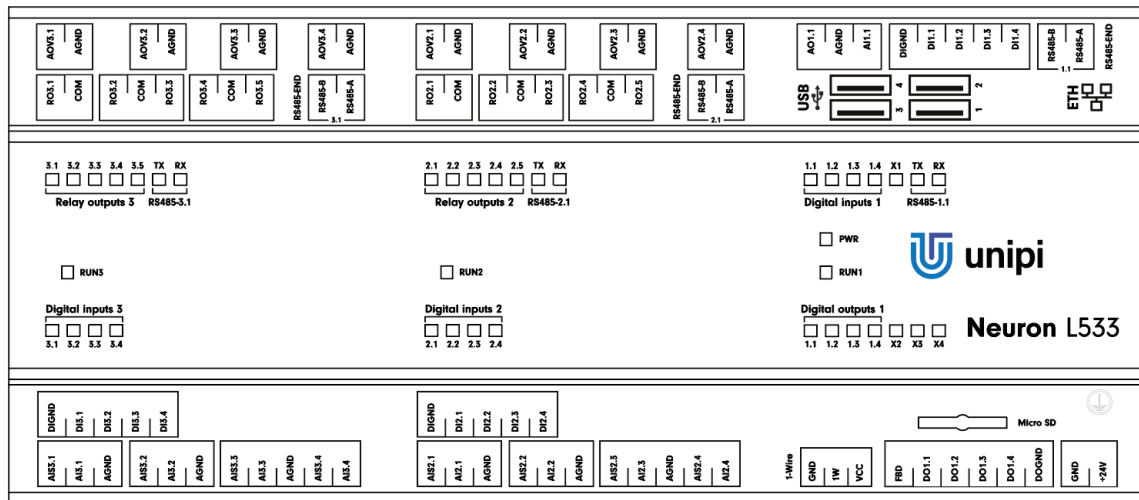 AOV3.1 AGND AOV3.2 AGND AOV3.3 AGND AOV3.4 AGND AOV2.1 AGND AOV2.2 AGND AOV2.3 AGND AOV2.4 AGND AO1.1 AGND AI1.1 DIGND DI1.1 DI1.2 DI1.3 DI1.4 RS485-B RS485-A RS485-END
1.1
RO3.1 COM RO3.2 COM RO3.3 RO3.4 COM RO3.5 RS485-END RS485-B RS485-A RO2.1 COM RO2.2 COM RO2.3 RO2.4 COM RO2.5 RS485-END RS485-B RS485-A USB 4 3 2 1 ETH
3.1 2.1
3.1 3.2 3.3 3.4 3.5 TX RX 2.1 2.2 2.3 2.4 2.5 TX RX 1.1 1.2 1.3 1.4 X1 TX RX
Relay outputs 3 RS485-3.1 Relay outputs 2 RS485-2.1 Digital inputs 1 RS485-1.1
PWR
unipi
RUN3 RUN2 RUN1
Digital inputs 3 Digital inputs 2 Digital outputs 1
Neuron L533
3.1 3.2 3.3 3.4 2.1 2.2 2.3 2.4 1.1 1.2 1.3 1.4 X2 X3 X4
DIGND DI3.1 DI3.2 DI3.3 DI3.4 DIGND DI2.1 DI2.2 DI2.3 DI2.4 Micro SD
AIS3.1 AI3.1 AGND AIS3.2 AI3.2 AGND AIS3.3 AI3.3 AGND AIS3.4 AI3.4 AIS2.1 AI2.1 AGND AIS2.2 AI2.2 AGND AIS2.3 AI2.3 AGND AIS2.4 AI2.4 1-Wire GND 1W VCC FBD DO1.1 DO1.2 DO1.3 DO1.4 DOGND GND +24V